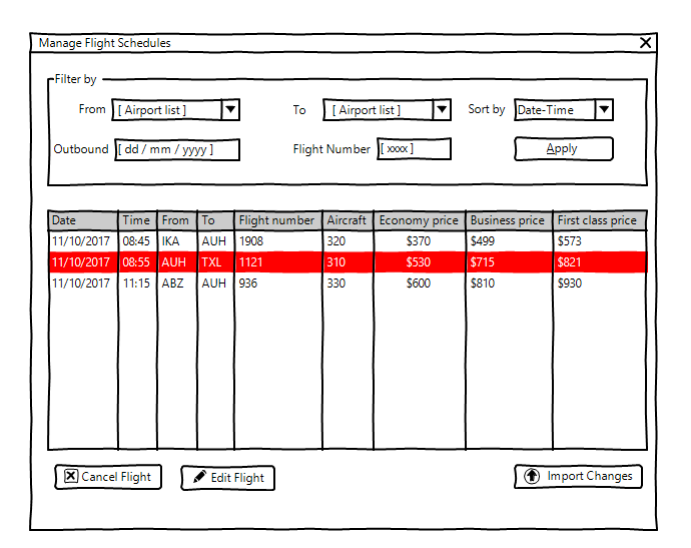 Manage Flight Schedules
Filter by
From [ Airport list ] To [ Airport list ] Sort by Date-Time
Outbound [ dd / mm / yyyy ] Flight Number [ xxxx ] Apply
Date Time From To Flight number Aircraft Economy price Business price First class price
11/10/2017 08:45 IKA AUH 1908 320 $370 $499 $573
11/10/2017 08:55 AUH TXL 1121 310 $530 $715 $821
11/10/2017 11:15 ABZ AUH 936 330 $600 $810 $930
Cancel Flight Edit Flight Import Changes